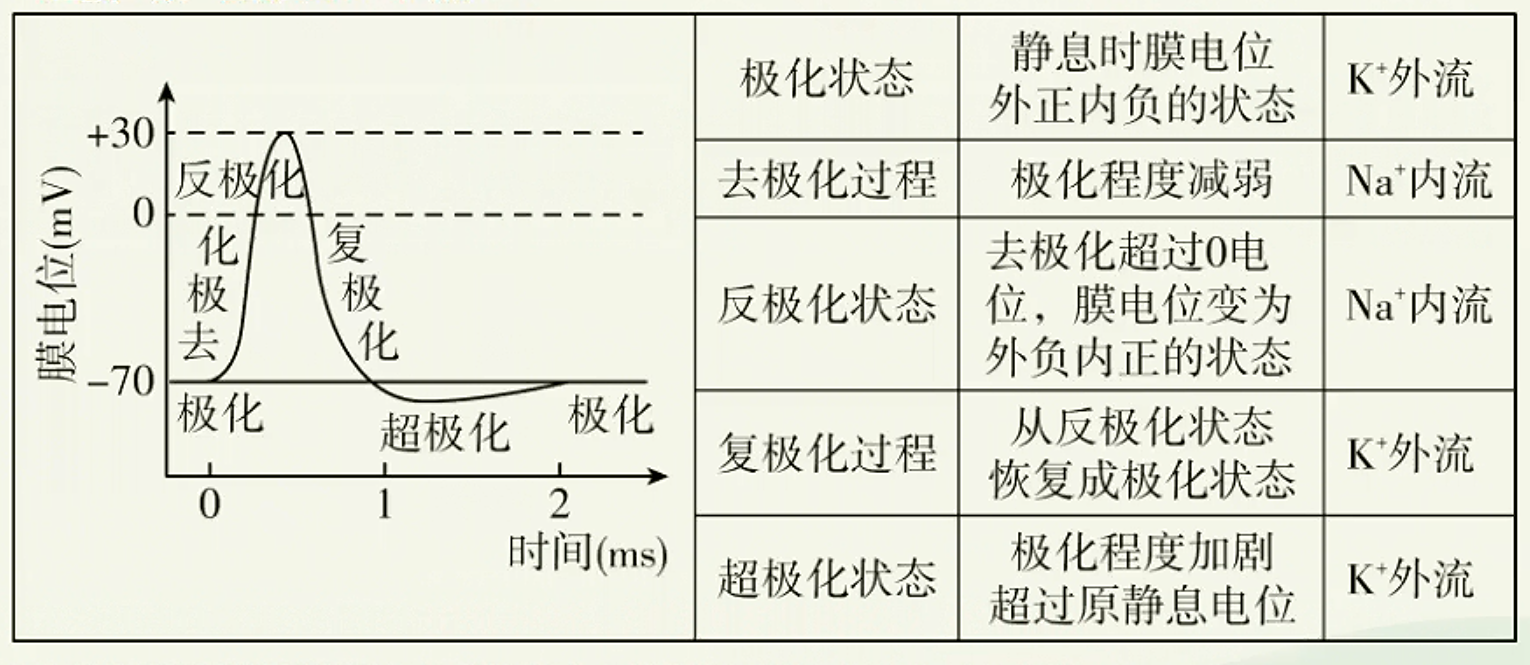 膜电位(mV)
+30
0
-70
反极化
去极化
复极化
极化
超极化
极化
0 1 2
时间(ms)
极化状态
静息时膜电位
外正内负的状态
K⁺外流
去极化过程
极化程度减弱
Na⁺内流
反极化状态
去极化超过0电
位，膜电位变为
外负内正的状态
Na⁺内流
复极化过程
从反极化状态
恢复成极化状态
K⁺外流
超极化状态
极化程度加剧
超过原静息电位
K⁺外流